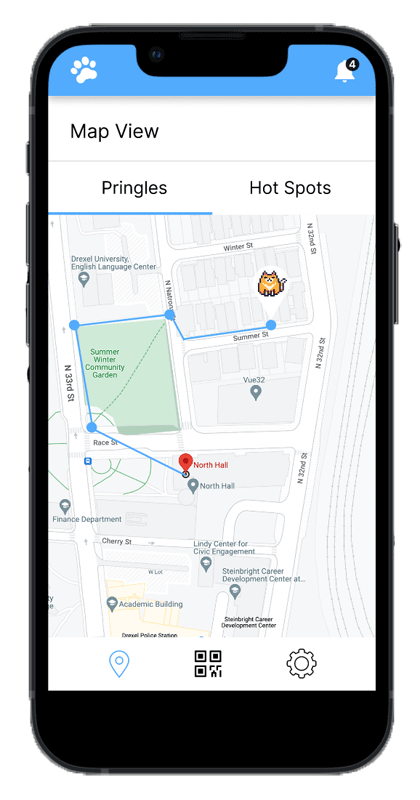 4
Map View
Pringles
Hot Spots
Winter St
N 32nd St
Drexel University,
English Language Center
N Natrona
Summer St
Summer
Winter
Community
Garden
N 33rd St
N 32nd St
Vue32
Race St
North Hall
N 32nd St
North Hall
Finance Department
Cherry St
Lindy Center for
Civic Engagement
W Lot
Steinbright Career
Development Center at...
Academic Building
Steinbright Career
Development Center
Drexel Police Station